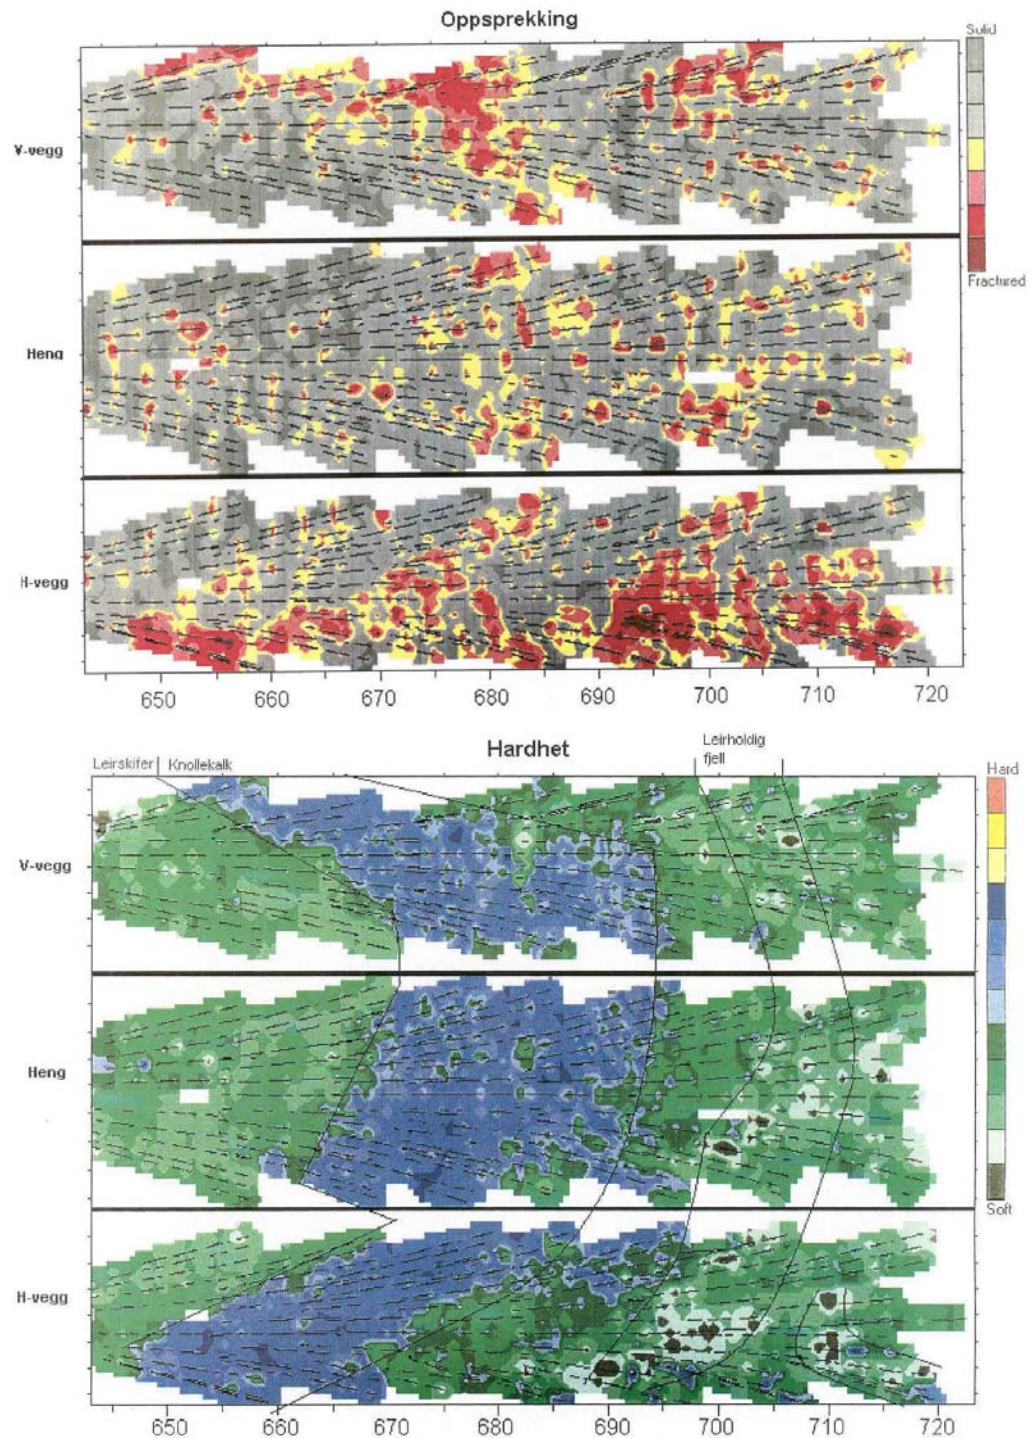 Oppsprekking
Solid
V-vegg
Heng
H-vegg
Fractured
650 660 670 680 690 700 710 720
Hardhet
Leirskifer Knollekalk
Leirholdig
fjell
Hard
V-vegg
Heng
H-vegg
Soft
650 660 670 680 690 700 710 720